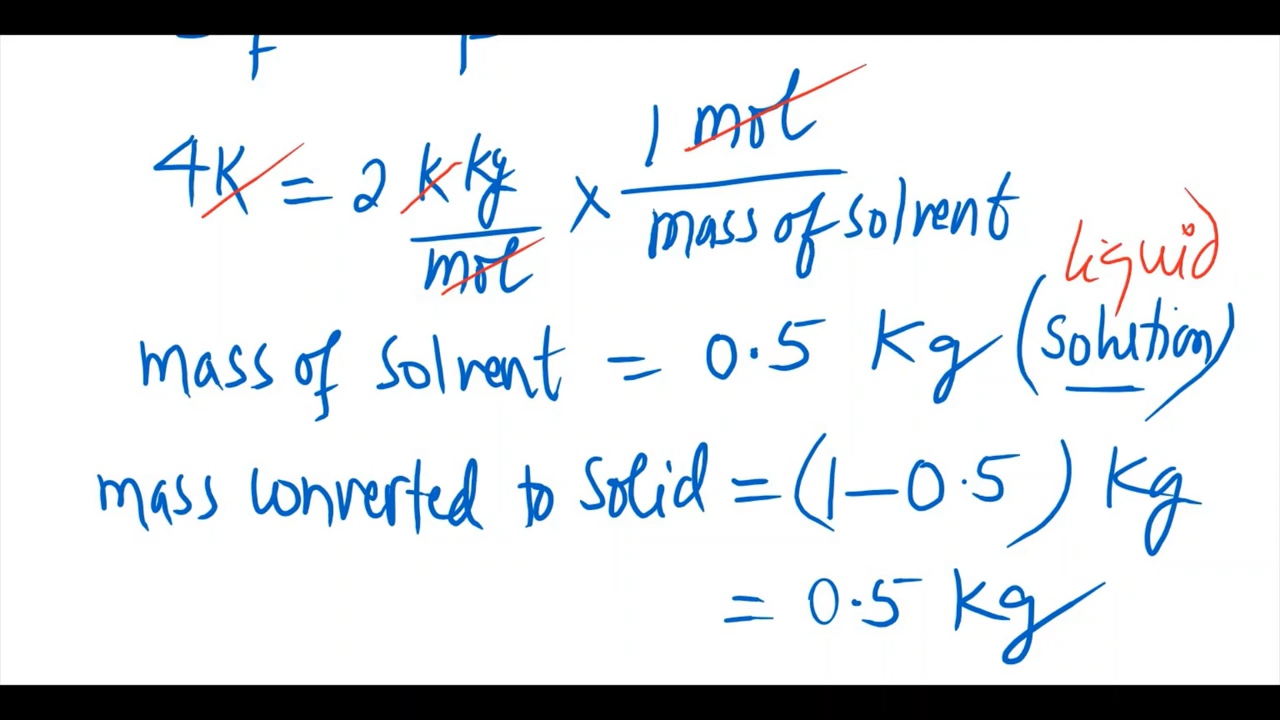 4K = 2 K kg / mol × 1 mol / mass of solvent
mass of solvent = 0.5 Kg (liquid solution)
mass converted to solid = (1 – 0.5) Kg
= 0.5 Kg